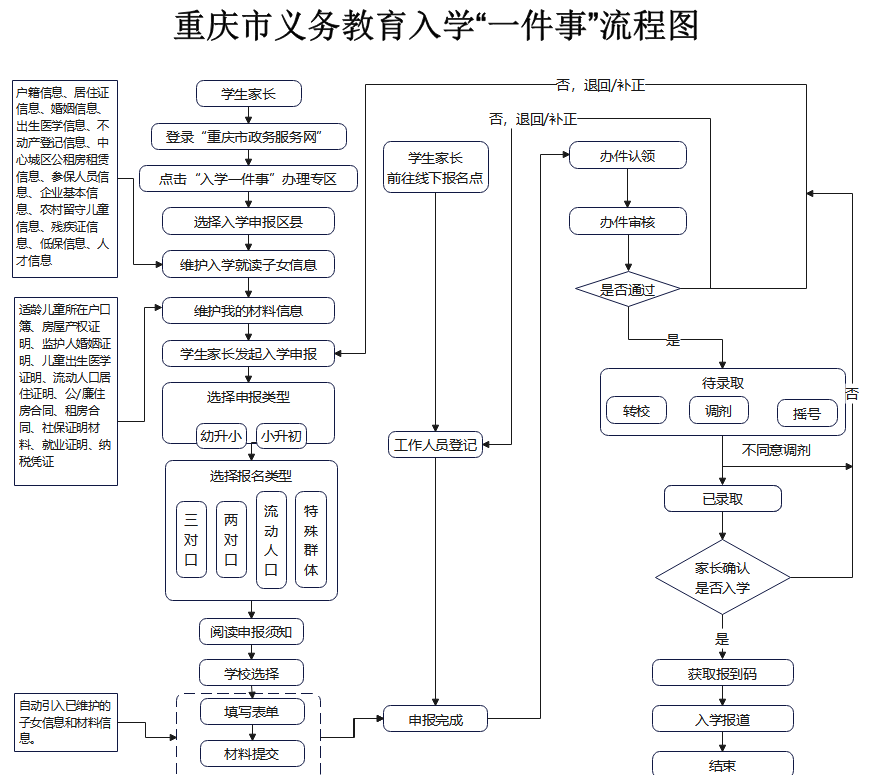 重庆市义务教育入学“一件事”流程图
户籍信息、居住证
信息、婚姻信息、
出生医学信息、不
动产登记信息、中
心城区公租房租赁
信息、参保人员信
息、企业基本信
息、农村留守儿童
信息、残疾证信
息、低保信息、人
才信息
适龄儿童所在户口
簿、房屋产权证
明、监护人婚姻证
明、儿童出生医学
证明、流动人口居
住证明、公/廉住
房合同、租房合
同、社保证明材
料、就业证明、纳
税凭证
自动引入已维护的
子女信息和材料信
息。
学生家长
登录“重庆市政务服务网”
点击“入学一件事”办理专区
选择入学申报区县
维护入学就读子女信息
维护我的材料信息
学生家长发起入学申报
选择申报类型
幼升小
小升初
选择报名类型
三对口
两对口
流动人口
特殊群体
阅读申报须知
学校选择
填写表单
材料提交
学生家长
前往线下报名点
工作人员登记
申报完成
否，退回/补正
否，退回/补正
办件认领
办件审核
是否通过
是
待录取
转校
调剂
摇号
否
不同意调剂
已录取
家长确认
是否入学
是
获取报到码
入学报道
结束